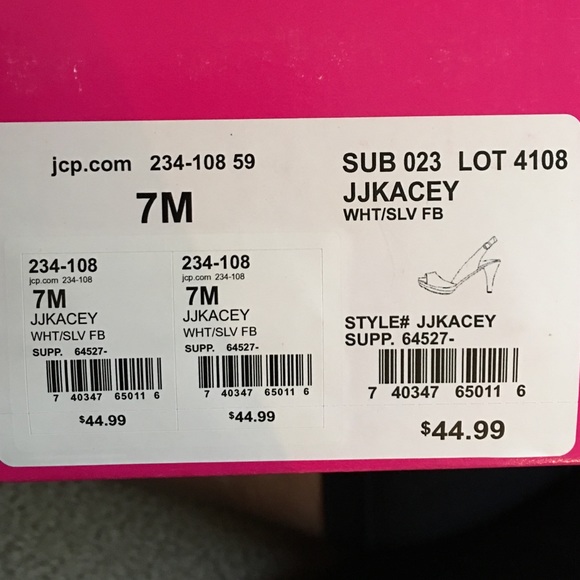 jcp.com 234-108 59
7M
SUB 023 LOT 4108
JJKACEY
WHT/SLV FB
234-108
jcp.com 234-108
7M
JJKACEY
WHT/SLV FB
SUPP. 64527-
7 40347 65011 6
$44.99
234-108
jcp.com 234-108
7M
JJKACEY
WHT/SLV FB
SUPP. 64527-
7 40347 65011 6
$44.99
STYLE# JJKACEY
SUPP. 64527-
7 40347 65011 6
$44.99